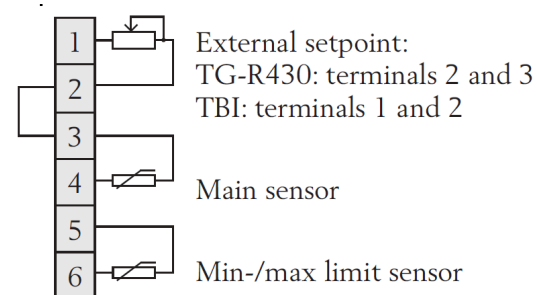 1
External setpoint:
TG-R430: terminals 2 and 3
2
TBI: terminals 1 and 2
3
4
Main sensor
5
6
Min-/max limit sensor